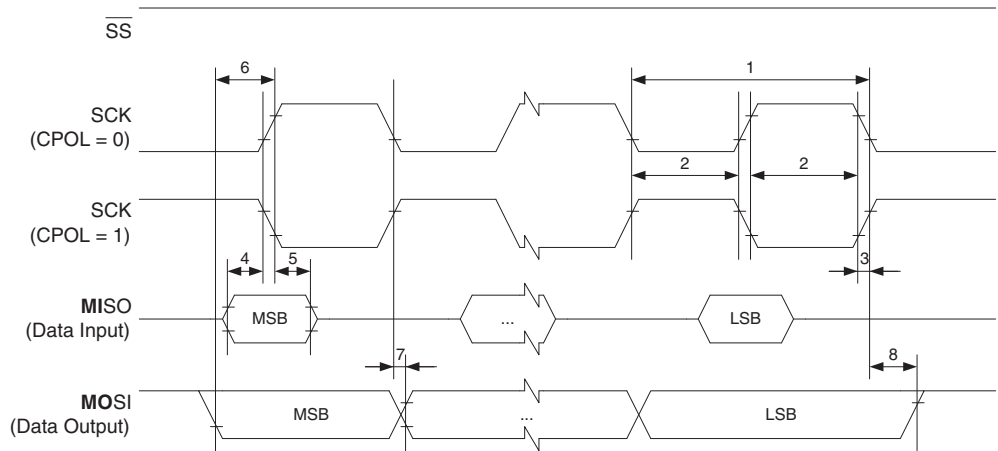 SS
6
1
SCK
(CPOL = 0)
2
2
SCK
(CPOL = 1)
4
5
3
MISO
(Data Input)
MSB
...
LSB
7
8
MOSI
(Data Output)
MSB
...
LSB